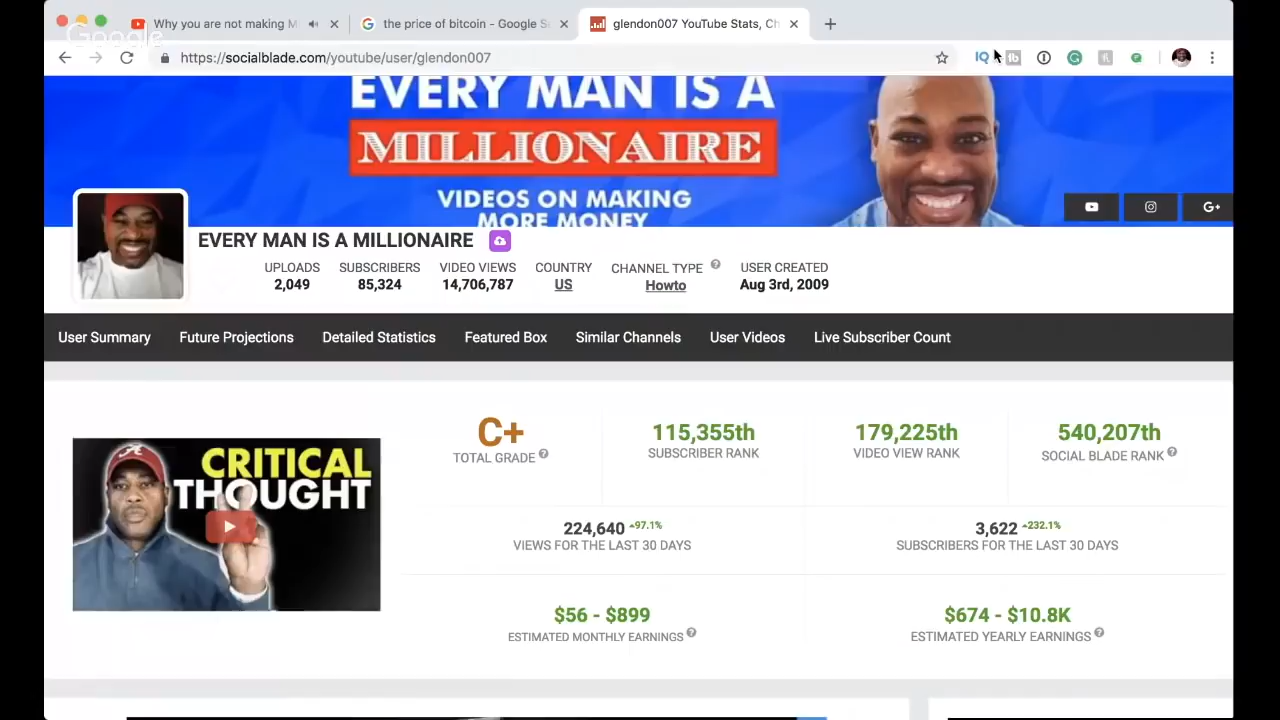 Why you are not making M
the price of bitcoin - Google S
glendon007 YouTube Stats, Ch
Google
https://socialblade.com/youtube/user/glendon007
IQ
tb
EVERY MAN IS A
MILLIONAIRE
VIDEOS ON MAKING
MORE MONEY
G+
EVERY MAN IS A MILLIONAIRE
UPLOADS SUBSCRIBERS VIDEO VIEWS COUNTRY CHANNEL TYPE ? USER CREATED
2,049 85,324 14,706,787 US Howto Aug 3rd, 2009
User Summary Future Projections Detailed Statistics Featured Box Similar Channels User Videos Live Subscriber Count
A
CRITICAL
THOUGHT
C+ 115,355th 179,225th 540,207th
TOTAL GRADE ? SUBSCRIBER RANK VIDEO VIEW RANK SOCIAL BLADE RANK ?
224,640 97.1% 3,622 232.1%
VIEWS FOR THE LAST 30 DAYS SUBSCRIBERS FOR THE LAST 30 DAYS
$56 - $899 $674 - $10.8K
ESTIMATED MONTHLY EARNINGS ? ESTIMATED YEARLY EARNINGS ?